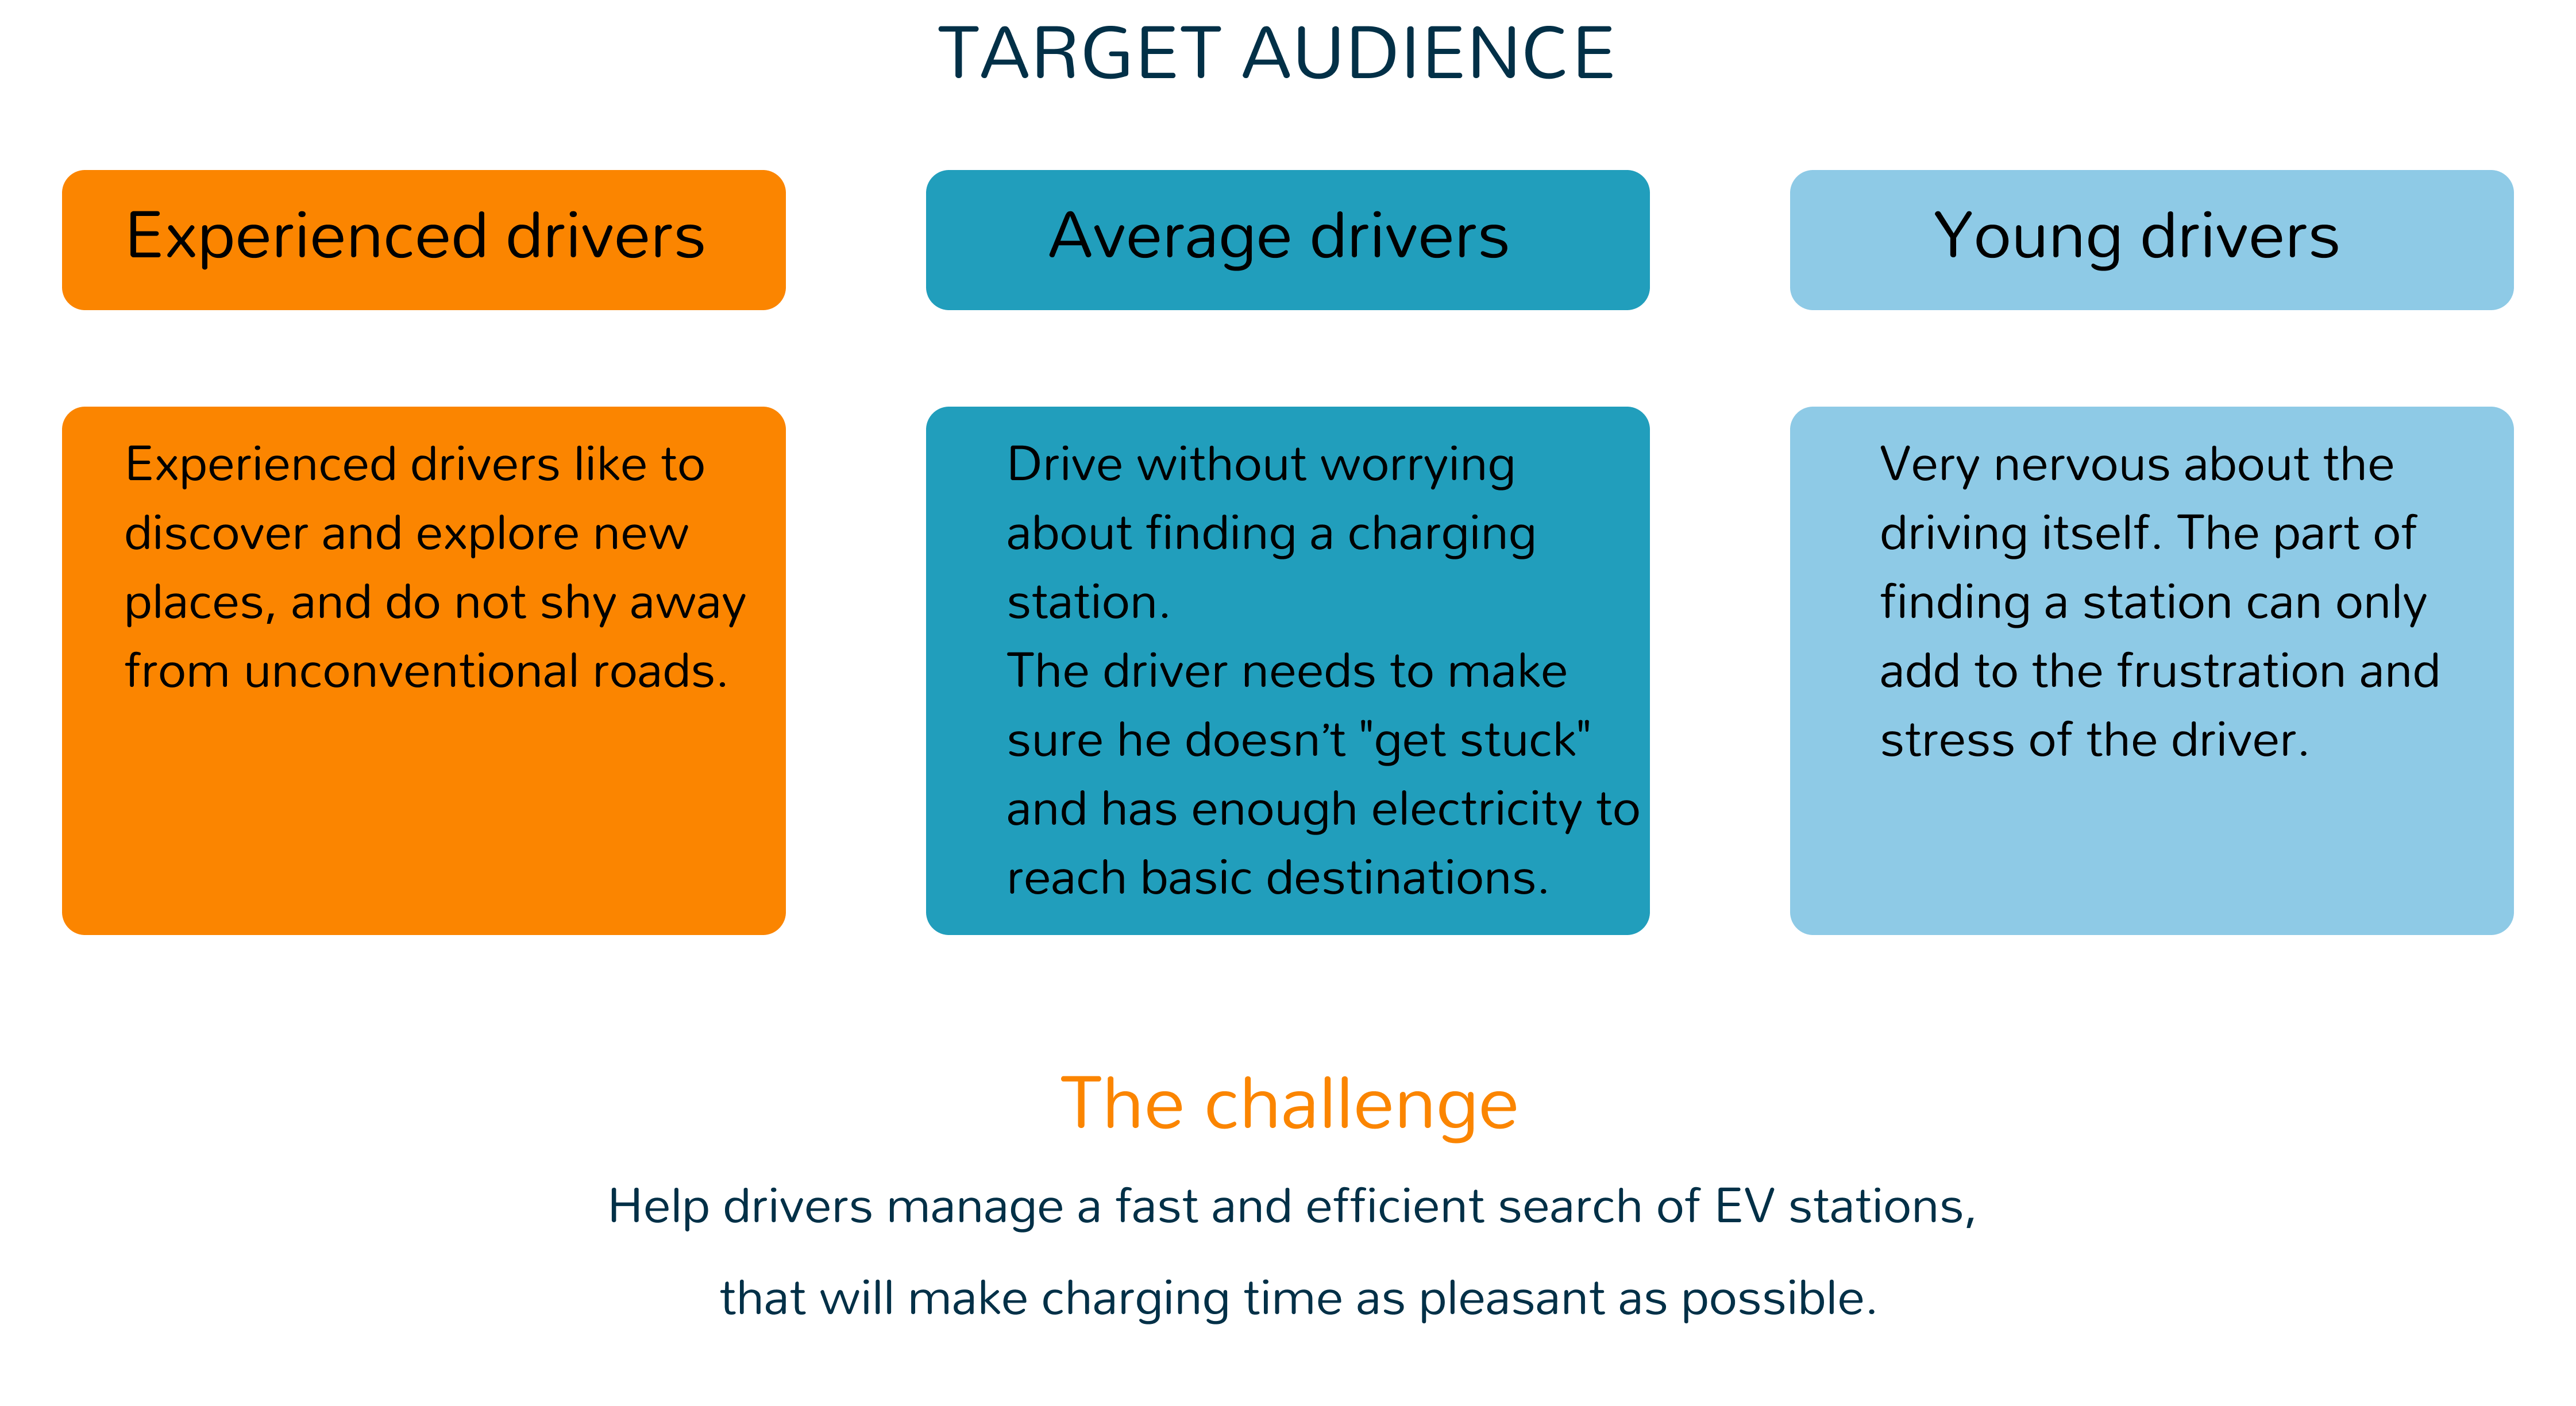 TARGET AUDIENCE
Experienced drivers
Experienced drivers like to
discover and explore new
places, and do not shy away
from unconventional roads.
Average drivers
Drive without worrying
about finding a charging
station.
The driver needs to make
sure he doesn’t "get stuck"
and has enough electricity to
reach basic destinations.
Young drivers
Very nervous about the
driving itself. The part of
finding a station can only
add to the frustration and
stress of the driver.
The challenge
Help drivers manage a fast and efficient search of EV stations,
that will make charging time as pleasant as possible.